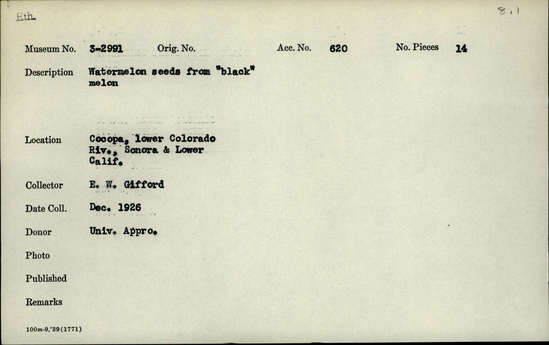 Eth. 8.1
Museum No. 3-2991 Orig. No. Acc. No. 620 No. Pieces 14
Description Watermelon seeds from "black"
melon
Location Cocopa, lower Colorado
Riv., Sonora & Lower
Calif.
Collector E. W. Gifford
Date Coll. Dec. 1926
Donor Univ. Appro.
Photo
Published
Remarks
100m-9,'39(1771)